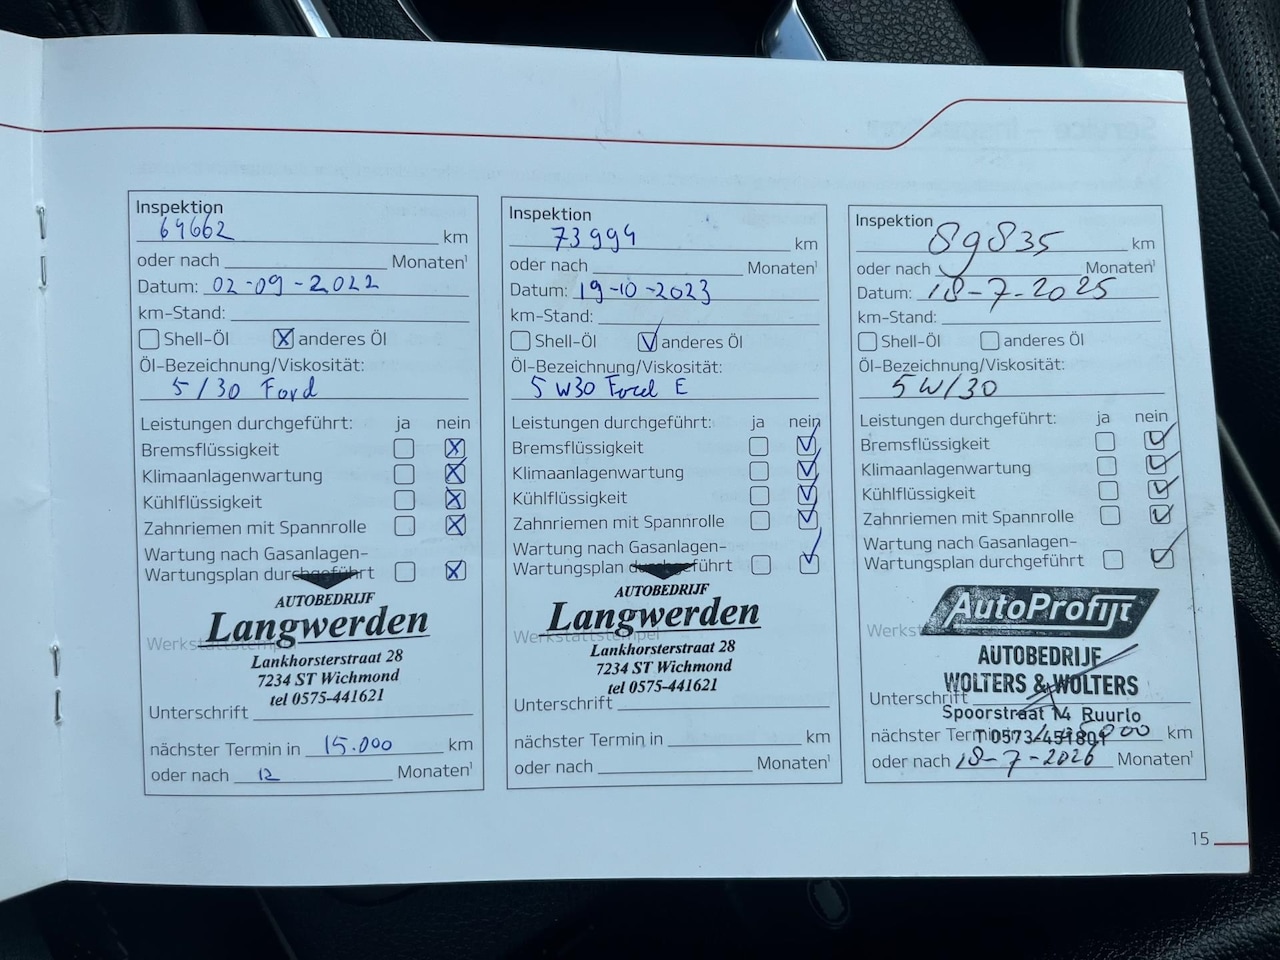 Inspektion
64662 km
oder nach Monaten¹
Datum: 02-09-2022
km-Stand:
Shell-Öl anderes Öl
Öl-Bezeichnung/Viskosität:
5/30 Ford
Leistungen durchgeführt: ja nein
Bremsflüssigkeit
Klimaanlagenwartung
Kühlflüssigkeit
Zahnriemen mit Spannrolle
Wartung nach Gasanlagen-
Wartungsplan durchgeführt
AUTOBEDRIJF
Langwerden
Werkstattstempel
Lankhorsterstraat 28
7234 ST Wichmond
tel 0575-441621
Unterschrift
nächster Termin in 15.000 km
oder nach 12 Monaten¹
Inspektion
73994 km
oder nach Monaten¹
Datum: 19-10-2023
km-Stand:
Shell-Öl anderes Öl
Öl-Bezeichnung/Viskosität:
5W30 Ford E
Leistungen durchgeführt: ja nein
Bremsflüssigkeit
Klimaanlagenwartung
Kühlflüssigkeit
Zahnriemen mit Spannrolle
Wartung nach Gasanlagen-
Wartungsplan durchgeführt
AUTOBEDRIJF
Langwerden
Werkstattstempel
Lankhorsterstraat 28
7234 ST Wichmond
tel 0575-441621
Unterschrift
nächster Termin in km
oder nach Monaten¹
Inspektion
89835 km
oder nach Monaten¹
Datum: 18-7-2025
km-Stand:
Shell-Öl anderes Öl
Öl-Bezeichnung/Viskosität:
5W/30
Leistungen durchgeführt: ja nein
Bremsflüssigkeit
Klimaanlagenwartung
Kühlflüssigkeit
Zahnriemen mit Spannrolle
Wartung nach Gasanlagen-
Wartungsplan durchgeführt
AutoProfijt
AUTOBEDRIJF
WOLTERS & WOLTERS
Unterschrift
Spoorstraat 14 Ruurlo
T 0573-451801
nächster Termin km
oder nach 18-7-2026 Monaten¹
15